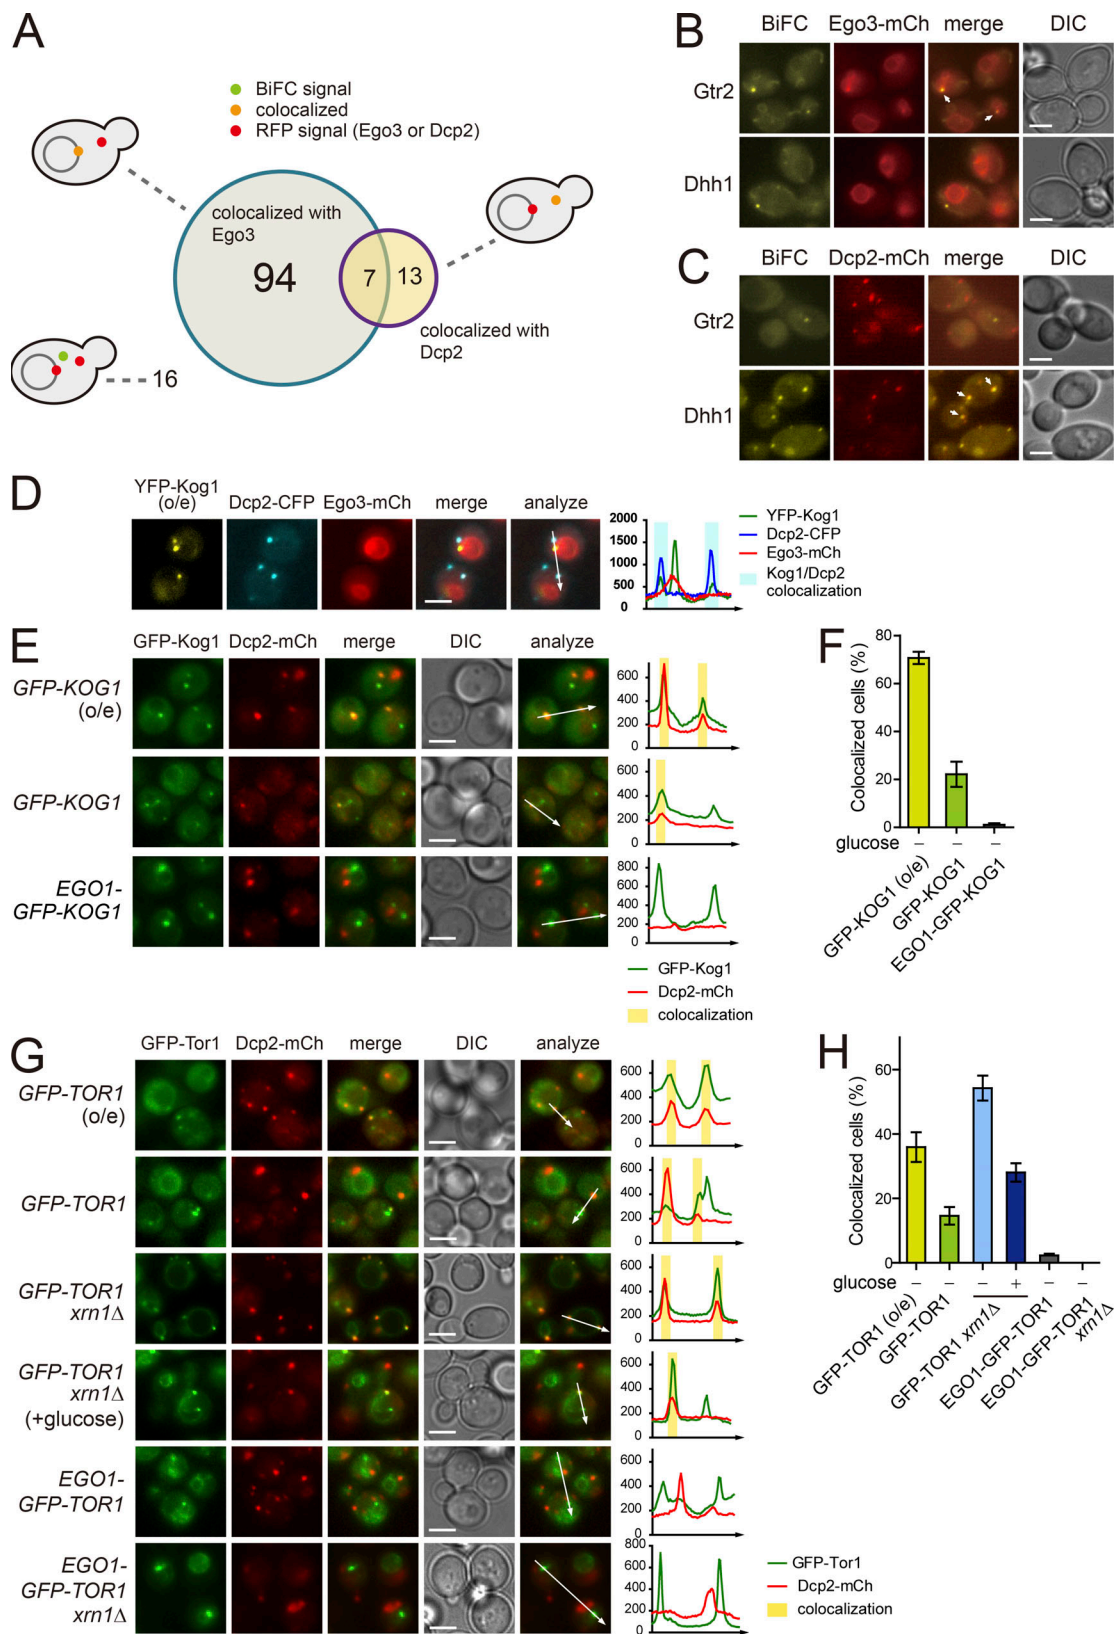 A
BiFC signal
colocalized
RFP signal (Ego3 or Dcp2)
colocalized with
Ego3
94
7
13
colocalized with
Dcp2
16
B
BiFC Ego3-mCh merge DIC
Gtr2
Dhh1
C
BiFC Dcp2-mCh merge DIC
Gtr2
Dhh1
D
YFP-Kog1
(o/e)
Dcp2-CFP Ego3-mCh merge analyze
2000
1500
1000
500
0
YFP-Kog1
Dcp2-CFP
Ego3-mCh
Kog1/Dcp2
colocalization
E
GFP-Kog1 Dcp2-mCh merge DIC analyze
GFP-KOG1
(o/e)
600
400
200
0
GFP-KOG1
600
400
200
0
EGO1-
GFP-KOG1
800
600
400
200
0
GFP-Kog1
Dcp2-mCh
colocalization
F
Colocalized cells (%)
80
60
40
20
0
glucose – – –
GFP-KOG1 (o/e)
GFP-KOG1
EGO1-GFP-KOG1
G
GFP-Tor1 Dcp2-mCh merge DIC analyze
GFP-TOR1
(o/e)
600
400
200
0
GFP-TOR1
600
400
200
0
GFP-TOR1
xrn1Δ
600
400
200
0
GFP-TOR1
xrn1Δ
(+glucose)
600
400
200
0
EGO1-
GFP-TOR1
600
400
200
0
EGO1-
GFP-TOR1
xrn1Δ
800
600
400
200
0
GFP-Tor1
Dcp2-mCh
colocalization
H
Colocalized cells (%)
60
40
20
0
glucose – – – + – –
GFP-TOR1 (o/e)
GFP-TOR1
GFP-TOR1 xrn1Δ
EGO1-GFP-TOR1
EGO1-GFP-TOR1
xrn1Δ